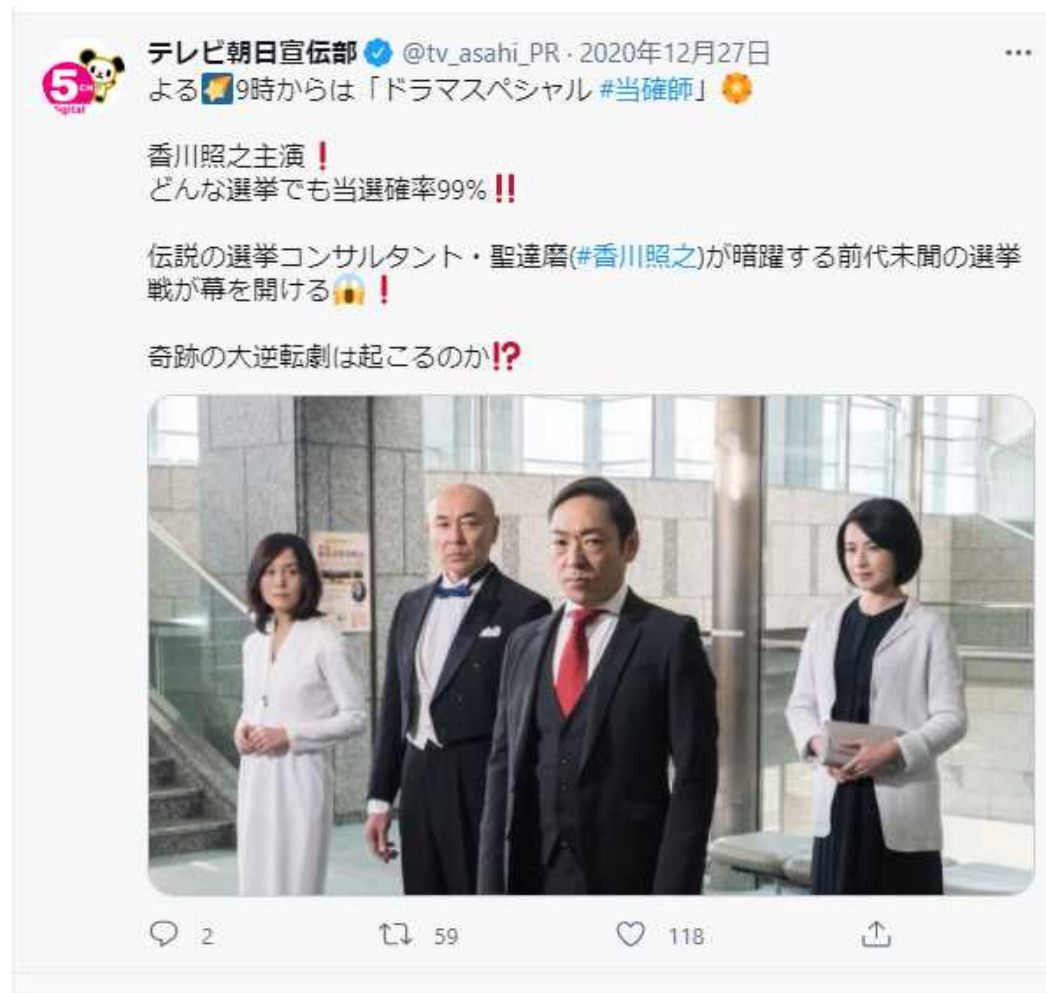 テレビ朝日宣伝部 @tv_asahi_PR · 2020年12月27日
よる🌠9時からは「ドラマスペシャル #当確師」🏵️
香川照之主演❗
どんな選挙でも当選確率99%‼️
伝説の選挙コンサルタント・聖達磨(#香川照之)が暗躍する前代未聞の選挙
戦が幕を開ける😱❗
奇跡の大逆転劇は起こるのか⁉️
5CH
digital
2
59
118